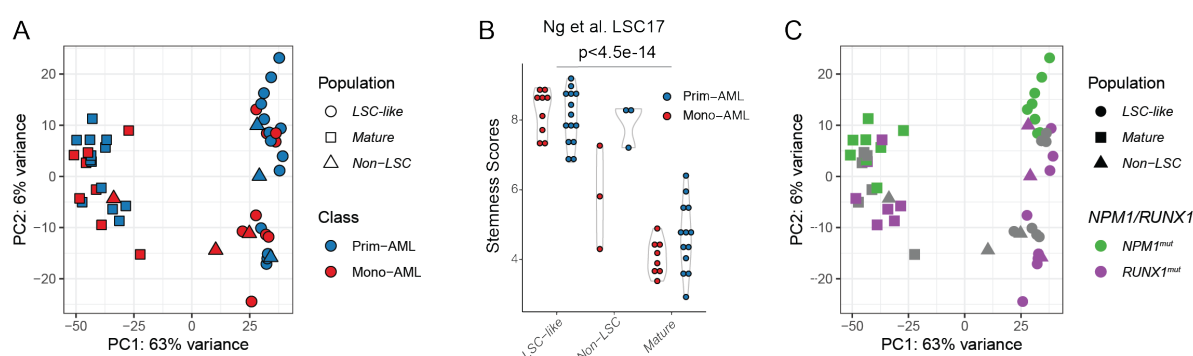 A
PC2: 6% variance
20
10
0
−10
−20
−50
−25
0
25
PC1: 63% variance
Population
LSC-like
Mature
Non-LSC
Class
Prim-AML
Mono-AML
B
Ng et al. LSC17
p<4.5e-14
Stemness Scores
8
6
4
LSC-like
Non-LSC
Mature
Prim-AML
Mono-AML
C
PC2: 6% variance
20
10
0
−10
−20
−50
−25
0
25
PC1: 63% variance
Population
LSC-like
Mature
Non-LSC
NPM1/RUNX1
NPM1mut
RUNX1mut